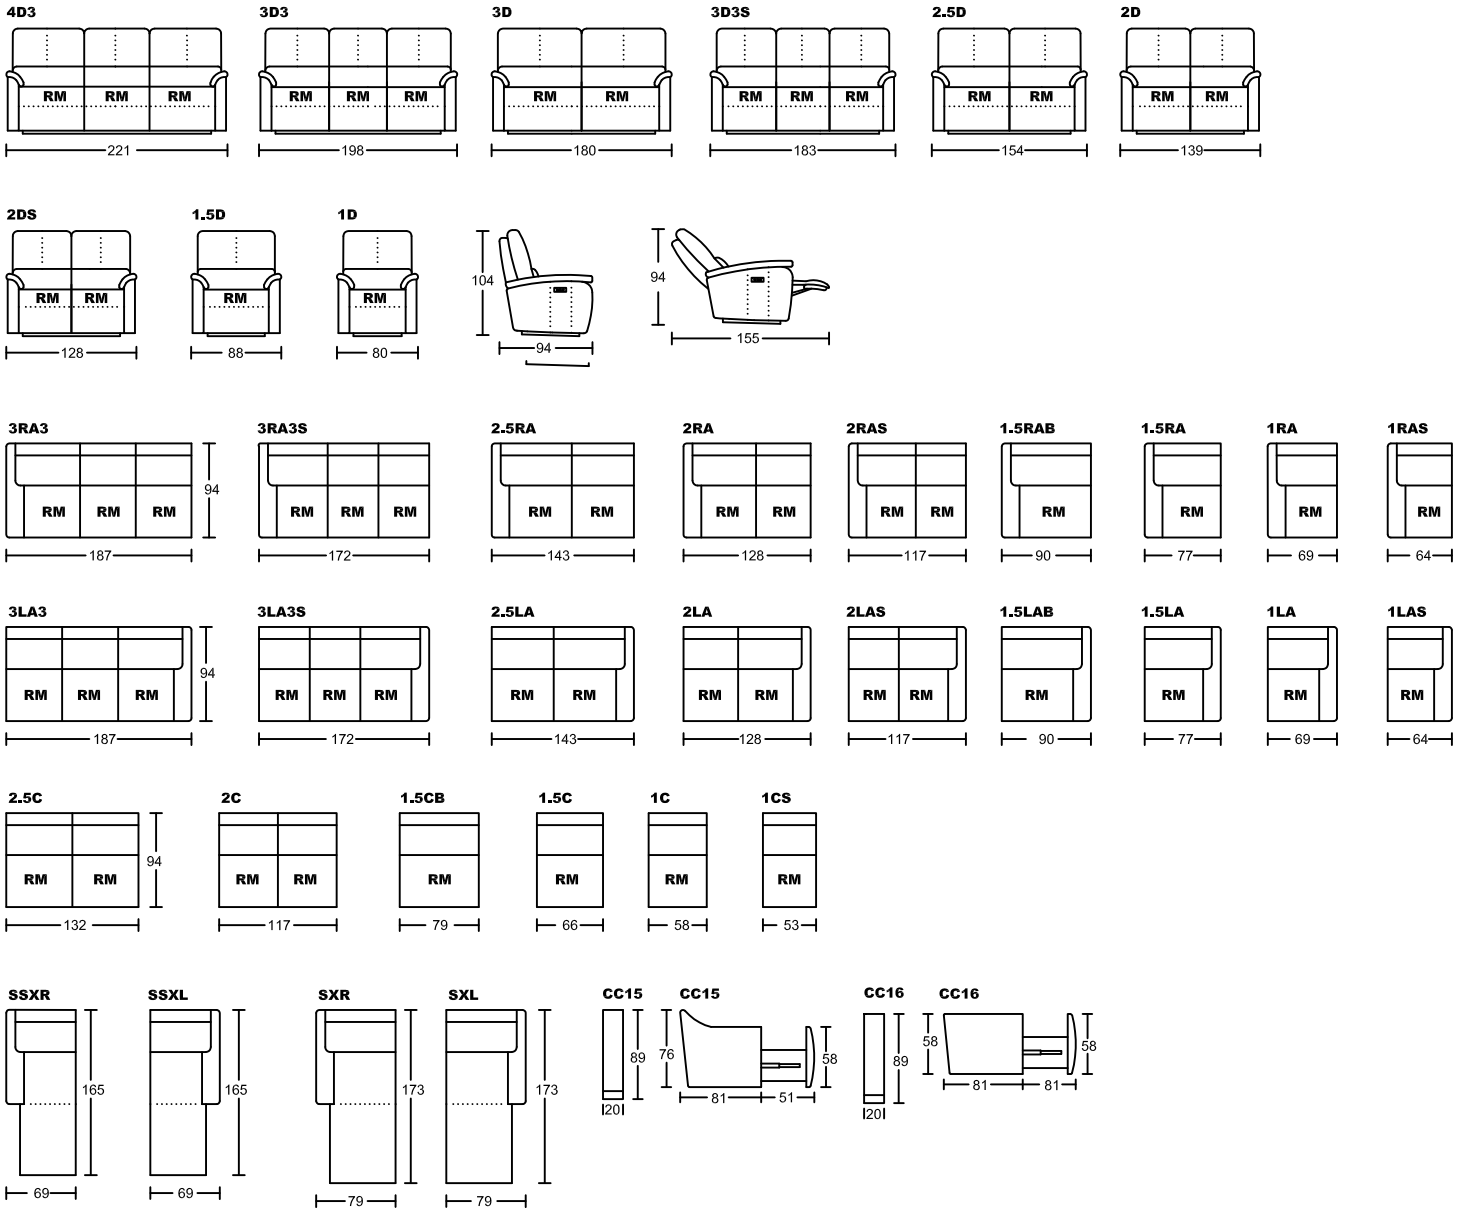 4D3 3D3 3D 3D3S 2.5D 2D
RM RM RM RM RM RM RM RM RM RM RM RM RM RM RM
221 198 180 183 154 139
2DS 1.5D 1D
104 94
RM RM RM RM
128 88 80 94 155
3RA3 3RA3S 2.5RA 2RA 2RAS 1.5RAB 1.5RA 1RA 1RAS
94
RM RM RM RM RM RM RM RM RM RM RM RM RM RM RM RM
187 172 143 128 117 90 77 69 64
3LA3 3LA3S 2.5LA 2LA 2LAS 1.5LAB 1.5LA 1LA 1LAS
94
RM RM RM RM RM RM RM RM RM RM RM RM RM RM RM RM
187 172 143 128 117 90 77 69 64
2.5C 2C 1.5CB 1.5C 1C 1CS
94
RM RM RM RM RM RM RM RM
132 117 79 66 58 53
SSXR SSXL SXR SXL CC15 CC15 CC16 CC16
165 165 173 173 89 76 58 89 58 58
20 81 51 20 81 81
69 69 79 79